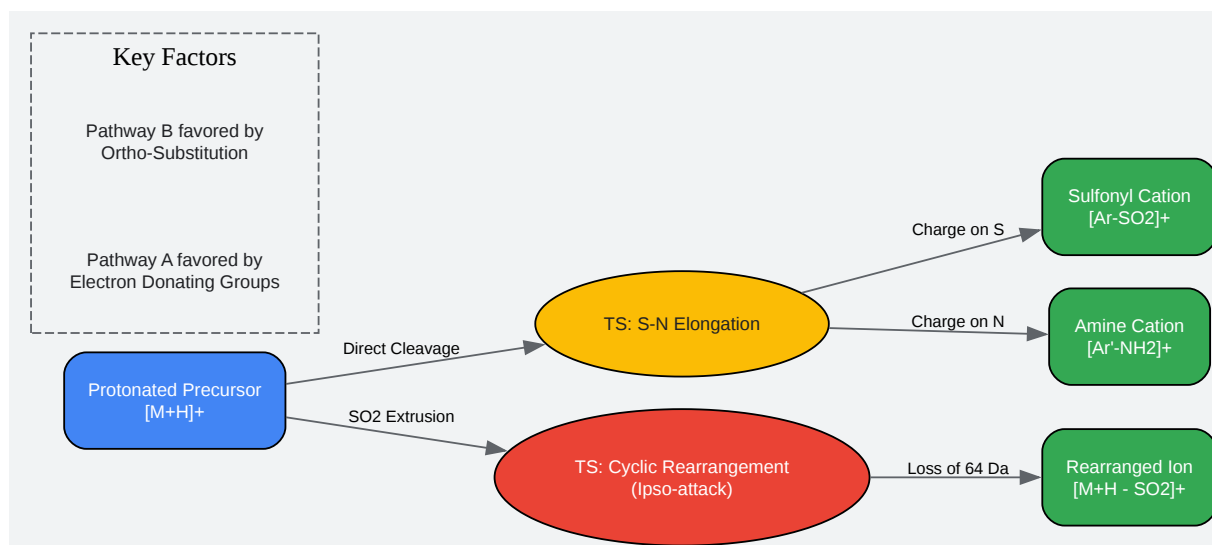 Key Factors
Pathway B favored by
Ortho-Substitution
Pathway A favored by
Electron Donating Groups
Protonated Precursor
[M+H]+
Direct Cleavage
SO2 Extrusion
TS: S-N Elongation
TS: Cyclic Rearrangement
(Ipso-attack)
Charge on S
Charge on N
Loss of 64 Da
Sulfonyl Cation
[Ar-SO2]+
Amine Cation
[Ar'-NH2]+
Rearranged Ion
[M+H - SO2]+